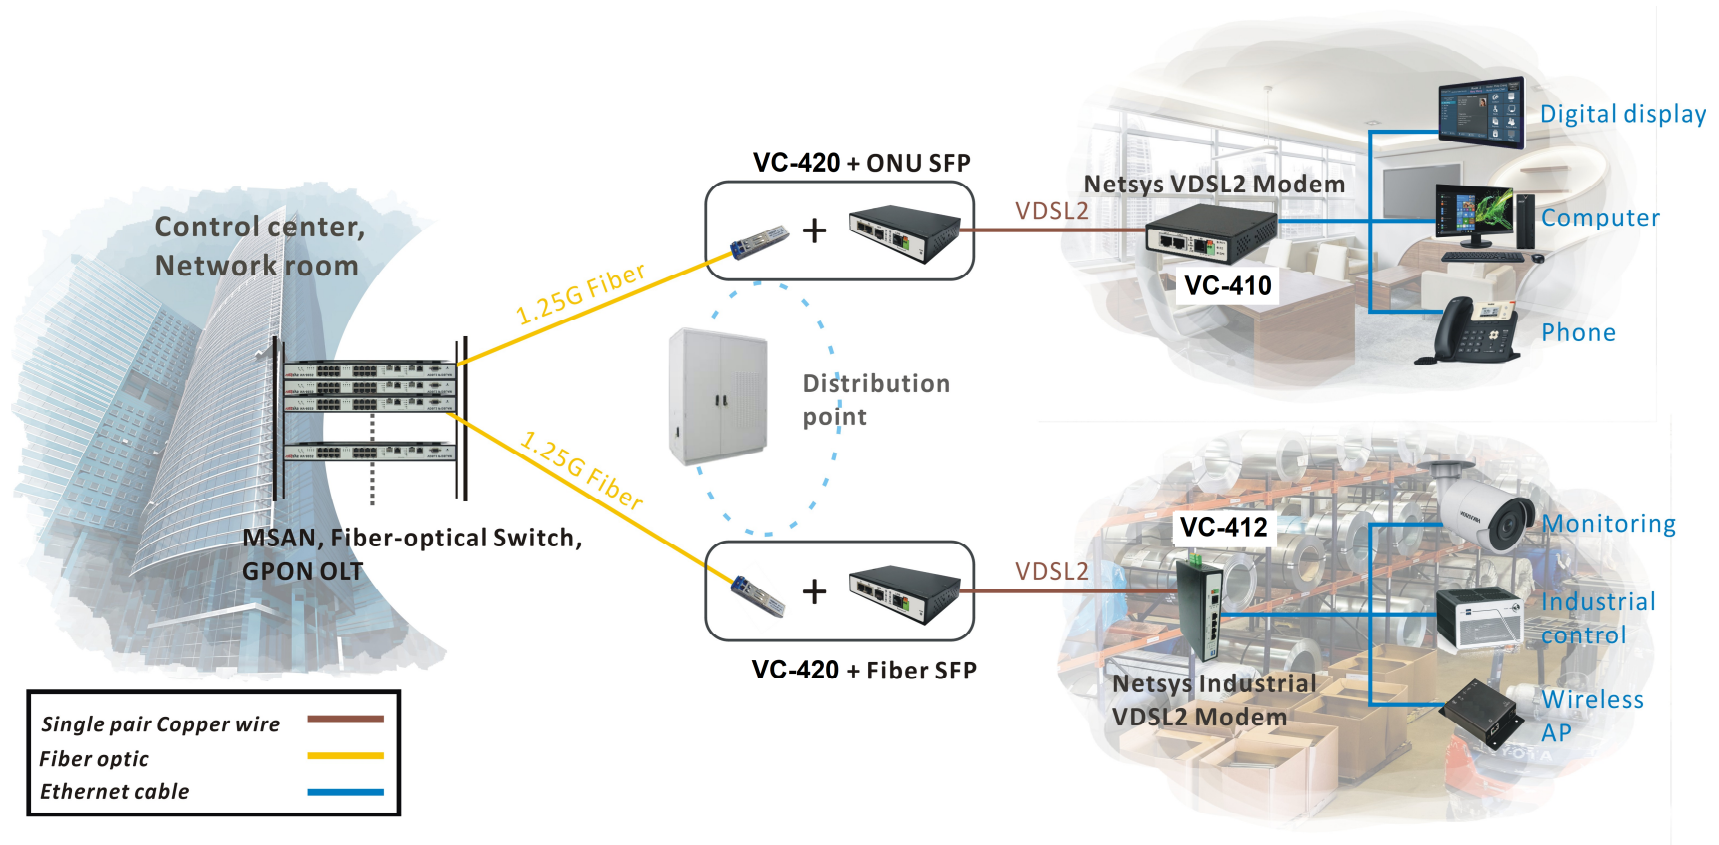 VC-420 + ONU SFP
Digital display
Netsys VDSL2 Modem
VDSL2
Control center,
Network room
Computer
1.25G Fiber
VC-410
Phone
Distribution
point
1.25G Fiber
MSAN, Fiber-optical Switch,
GPON OLT
VC-412
Monitoring
VDSL2
Industrial
control
VC-420 + Fiber SFP
Netsys Industrial
VDSL2 Modem
Wireless
AP
Single pair Copper wire
Fiber optic
Ethernet cable